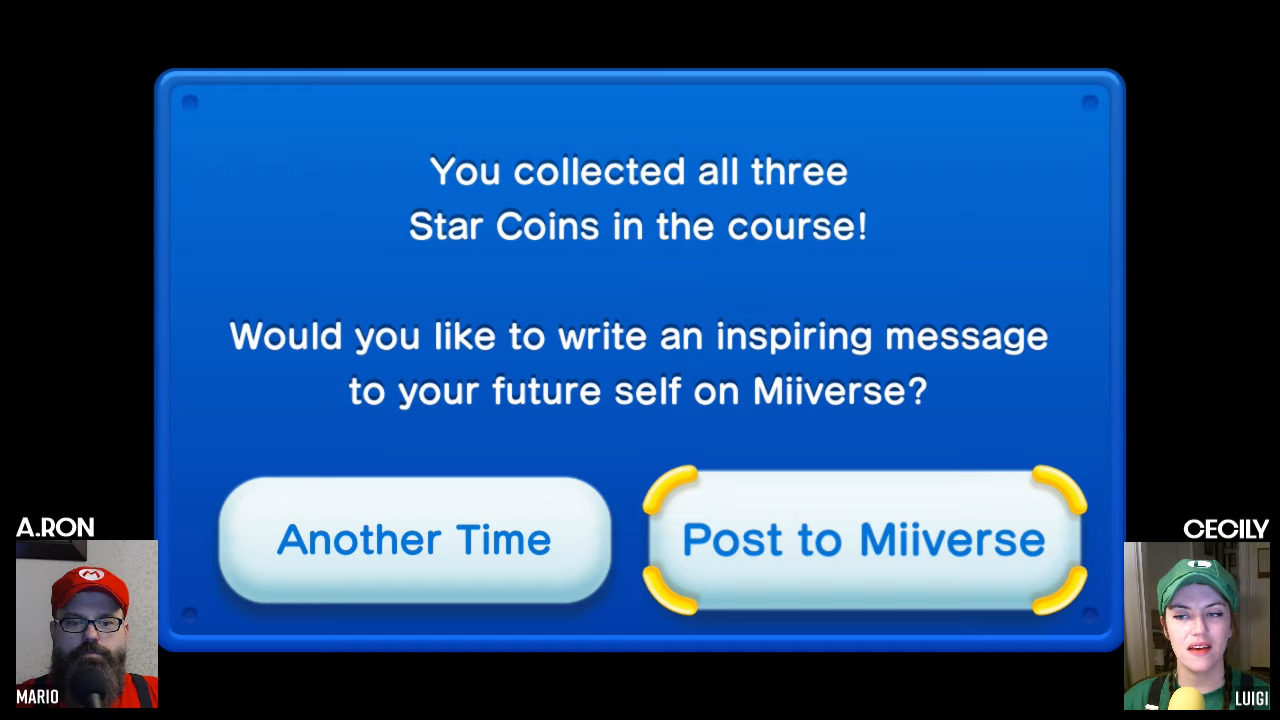 You collected all three
Star Coins in the course!
Would you like to write an inspiring message
to your future self on Miiverse?
Another Time
Post to Miiverse
A.RON
CECILY
M
L
MARIO
LUIGI